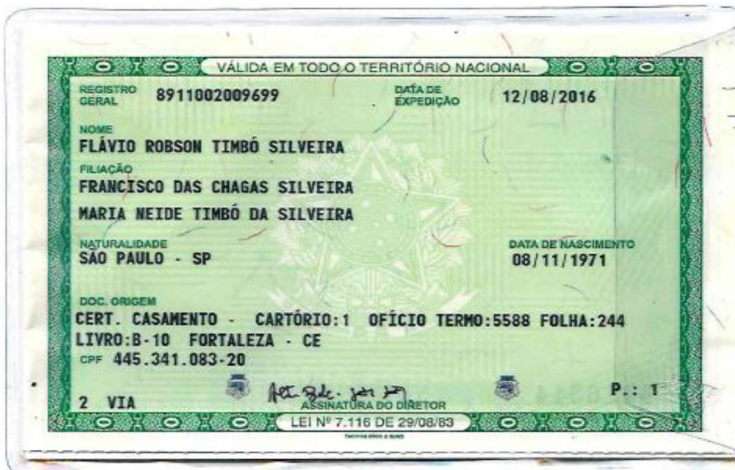 VÁLIDA EM TODO O TERRITÓRIO NACIONAL
REGISTRO GERAL 8911002009699 DATA DE EXPEDIÇÃO 12/08/2016
NOME
FLÁVIO ROBSON TIMBÓ SILVEIRA
FILIAÇÃO
FRANCISCO DAS CHAGAS SILVEIRA
MARIA NEIDE TIMBÓ DA SILVEIRA
NATURALIDADE DATA DE NASCIMENTO
SÃO PAULO - SP 08/11/1971
DOC. ORIGEM
CERT. CASAMENTO - CARTÓRIO:1 OFÍCIO TERMO:5588 FOLHA:244
LIVRO:B-10 FORTALEZA - CE
CPF 445.341.083-20
2 VIA P.: 1
ASSINATURA DO DIRETOR
LEI Nº 7.116 DE 29/08/83